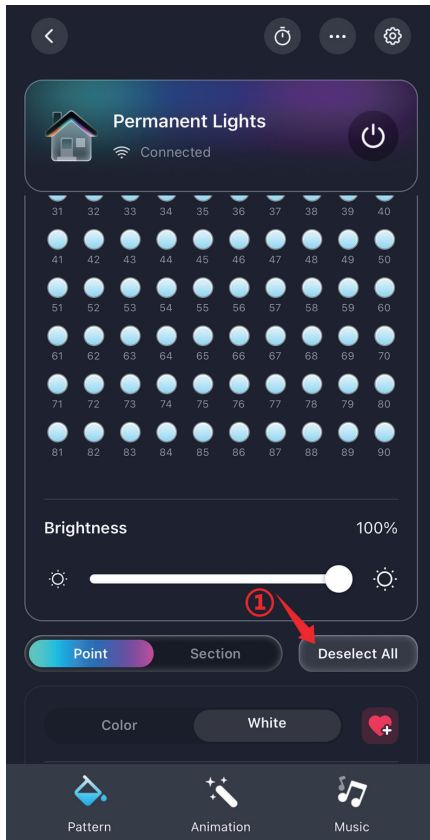 Permanent Lights
Connected
31 32 33 34 35 36 37 38 39 40
41 42 43 44 45 46 47 48 49 50
51 52 53 54 55 56 57 58 59 60
61 62 63 64 65 66 67 68 69 70
71 72 73 74 75 76 77 78 79 80
81 82 83 84 85 86 87 88 89 90
Brightness 100%
①
Point Section Deselect All
Color White
Pattern Animation Music